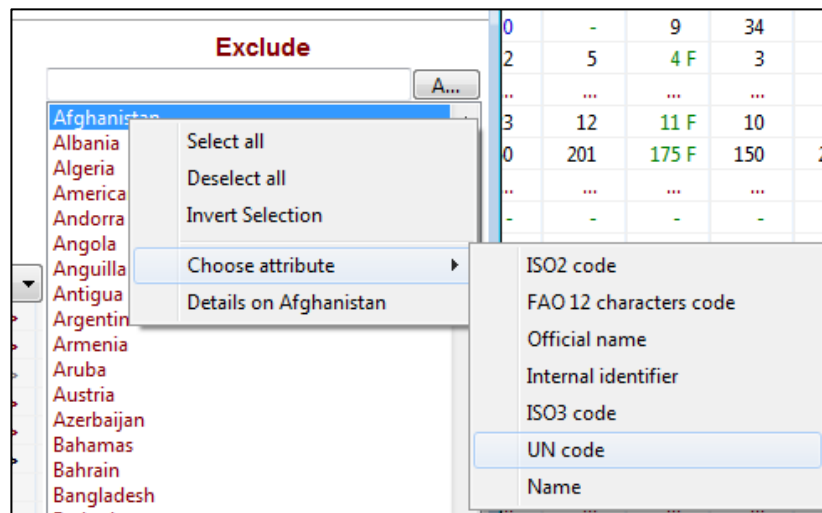 Exclude
A...
Afghanistan
Albania
Algeria
America
Andorra
Angola
Anguilla
Antigua
Argentin
Armenia
Aruba
Austria
Azerbaijan
Bahamas
Bahrain
Bangladesh
Select all
Deselect all
Invert Selection
Choose attribute
Details on Afghanistan
ISO2 code
FAO 12 characters code
Official name
Internal identifier
ISO3 code
UN code
Name
0 - 9 34
2 5 4 F 3
... ... ... ...
3 12 11 F 10
0 201 175 F 150 2
... ... ... ...
- - - -